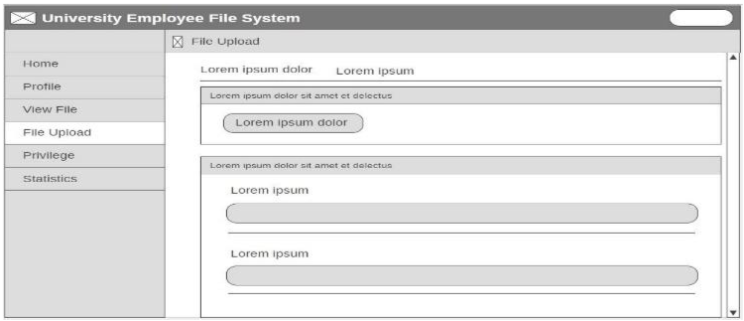 University Employee File System
File Upload
Home
Profile
View File
File Upload
Privilege
Statistics
Lorem ipsum dolor Lorem ipsum
Lorem ipsum dolor sit amet et delectus
Lorem ipsum dolor
Lorem ipsum dolor sit amet et delectus
Lorem ipsum
Lorem ipsum